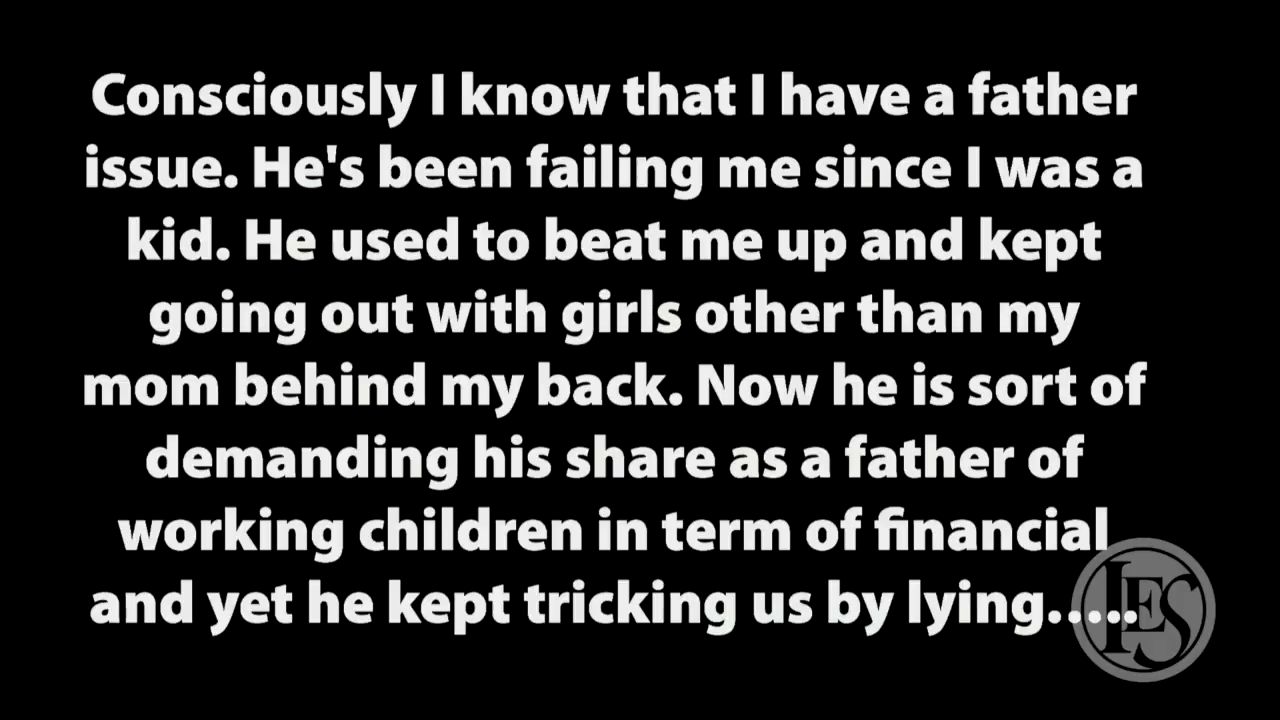 Consciously I know that I have a father
issue. He's been failing me since I was a
kid. He used to beat me up and kept
going out with girls other than my
mom behind my back. Now he is sort of
demanding his share as a father of
working children in term of financial
and yet he kept tricking us by lying.....
IES